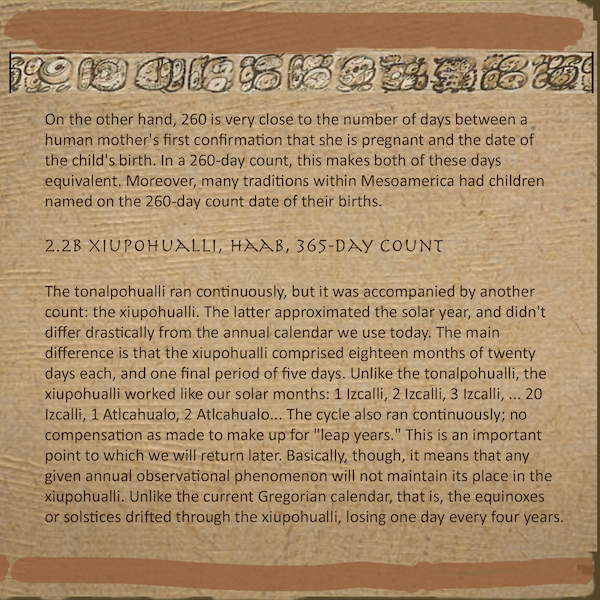 On the other hand, 260 is very close to the number of days between a
human mother's first confirmation that she is pregnant and the date of
the child's birth. In a 260-day count, this makes both of these days
equivalent. Moreover, many traditions within Mesoamerica had children
named on the 260-day count date of their births.
2.2B XIUPOHUALLI, HAAB, 365-DAY COUNT
The tonalpohualli ran continuously, but it was accompanied by another
count: the xiupohualli. The latter approximated the solar year, and didn't
differ drastically from the annual calendar we use today. The main
difference is that the xiupohualli comprised eighteen months of twenty
days each, and one final period of five days. Unlike the tonalpohualli, the
xiupohualli worked like our solar months: 1 Izcalli, 2 Izcalli, 3 Izcalli, ... 20
Izcalli, 1 Atlcahualo, 2 Atlcahualo... The cycle also ran continuously; no
compensation as made to make up for "leap years." This is an important
point to which we will return later. Basically, though, it means that any
given annual observational phenomenon will not maintain its place in the
xiupohualli. Unlike the current Gregorian calendar, that is, the equinoxes
or solstices drifted through the xiupohualli, losing one day every four years.